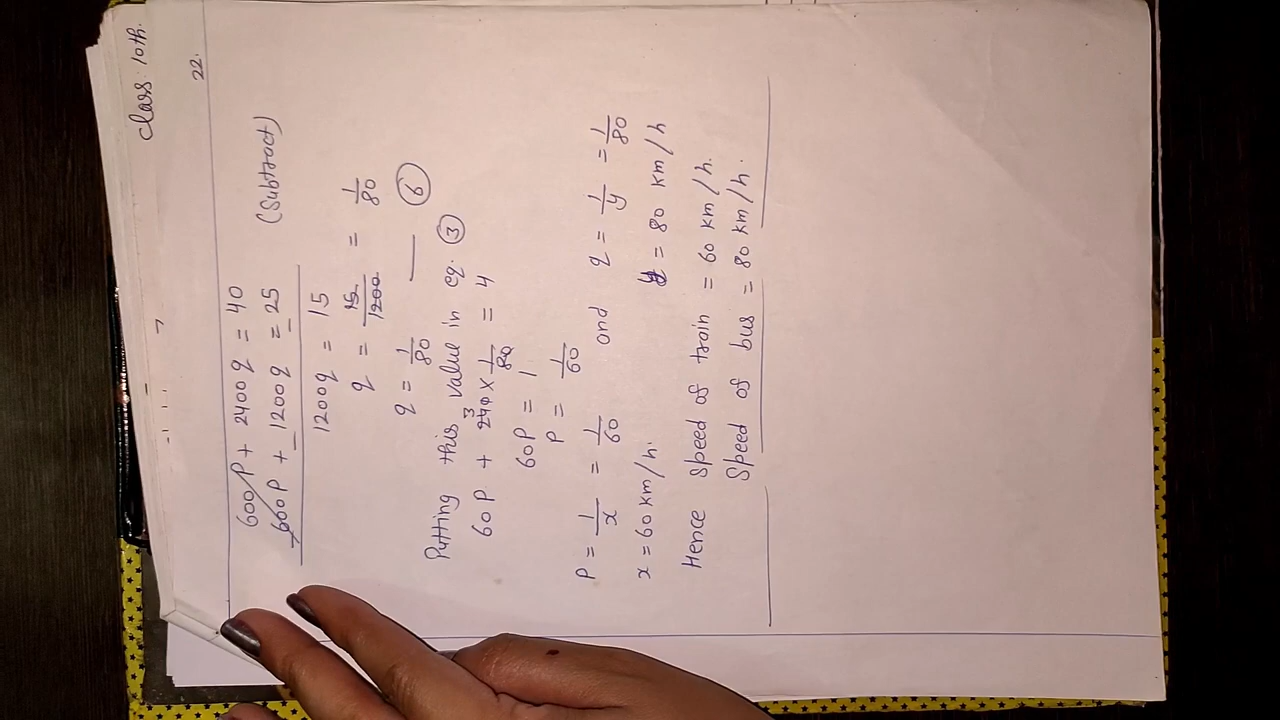 Class: 10th.
22.
600P + 2400q = 40
600P + 1200q = 25 (Subtract)
- - -
1200q = 15
q = 15/1200 = 1/80
q = 1/80 — ⑥
Putting this value in eq. ③
60P + 240 3 × 1/80 = 4
60P = 1
P = 1/60
P = 1/x = 1/60 and q = 1/y = 1/80
x = 60 km/h. y = 80 km/h
Hence Speed of train = 60 km/h.
Speed of bus = 80 km/h.